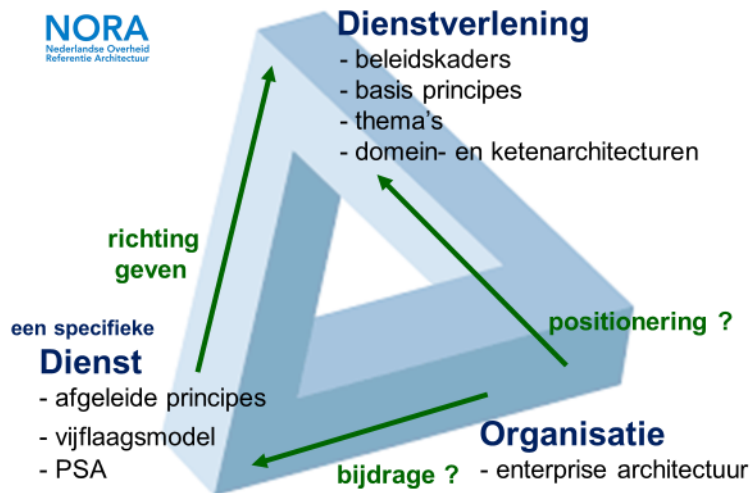 NORA
Nederlandse Overheid
Referentie Architectuur
Dienstverlening
- beleidskaders
- basis principes
- thema's
- domein- en ketenarchitecturen
richting
geven
positionering ?
een specifieke
Dienst
- afgeleide principes
- vijflaagsmodel
- PSA
bijdrage ?
Organisatie
- enterprise architectuur